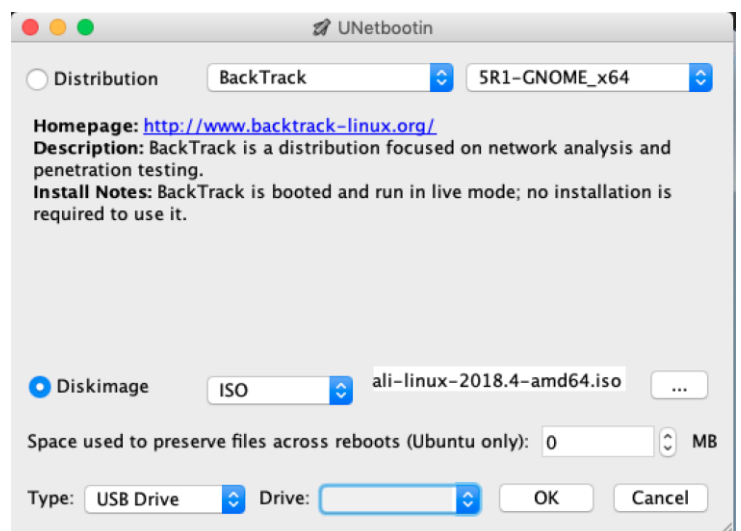 UNetbootin
Distribution BackTrack 5R1-GNOME_x64
Homepage: http://www.backtrack-linux.org/
Description: BackTrack is a distribution focused on network analysis and
penetration testing.
Install Notes: BackTrack is booted and run in live mode; no installation is
required to use it.
Diskimage ISO ali-linux-2018.4-amd64.iso ...
Space used to preserve files across reboots (Ubuntu only): 0 MB
Type: USB Drive Drive: OK Cancel